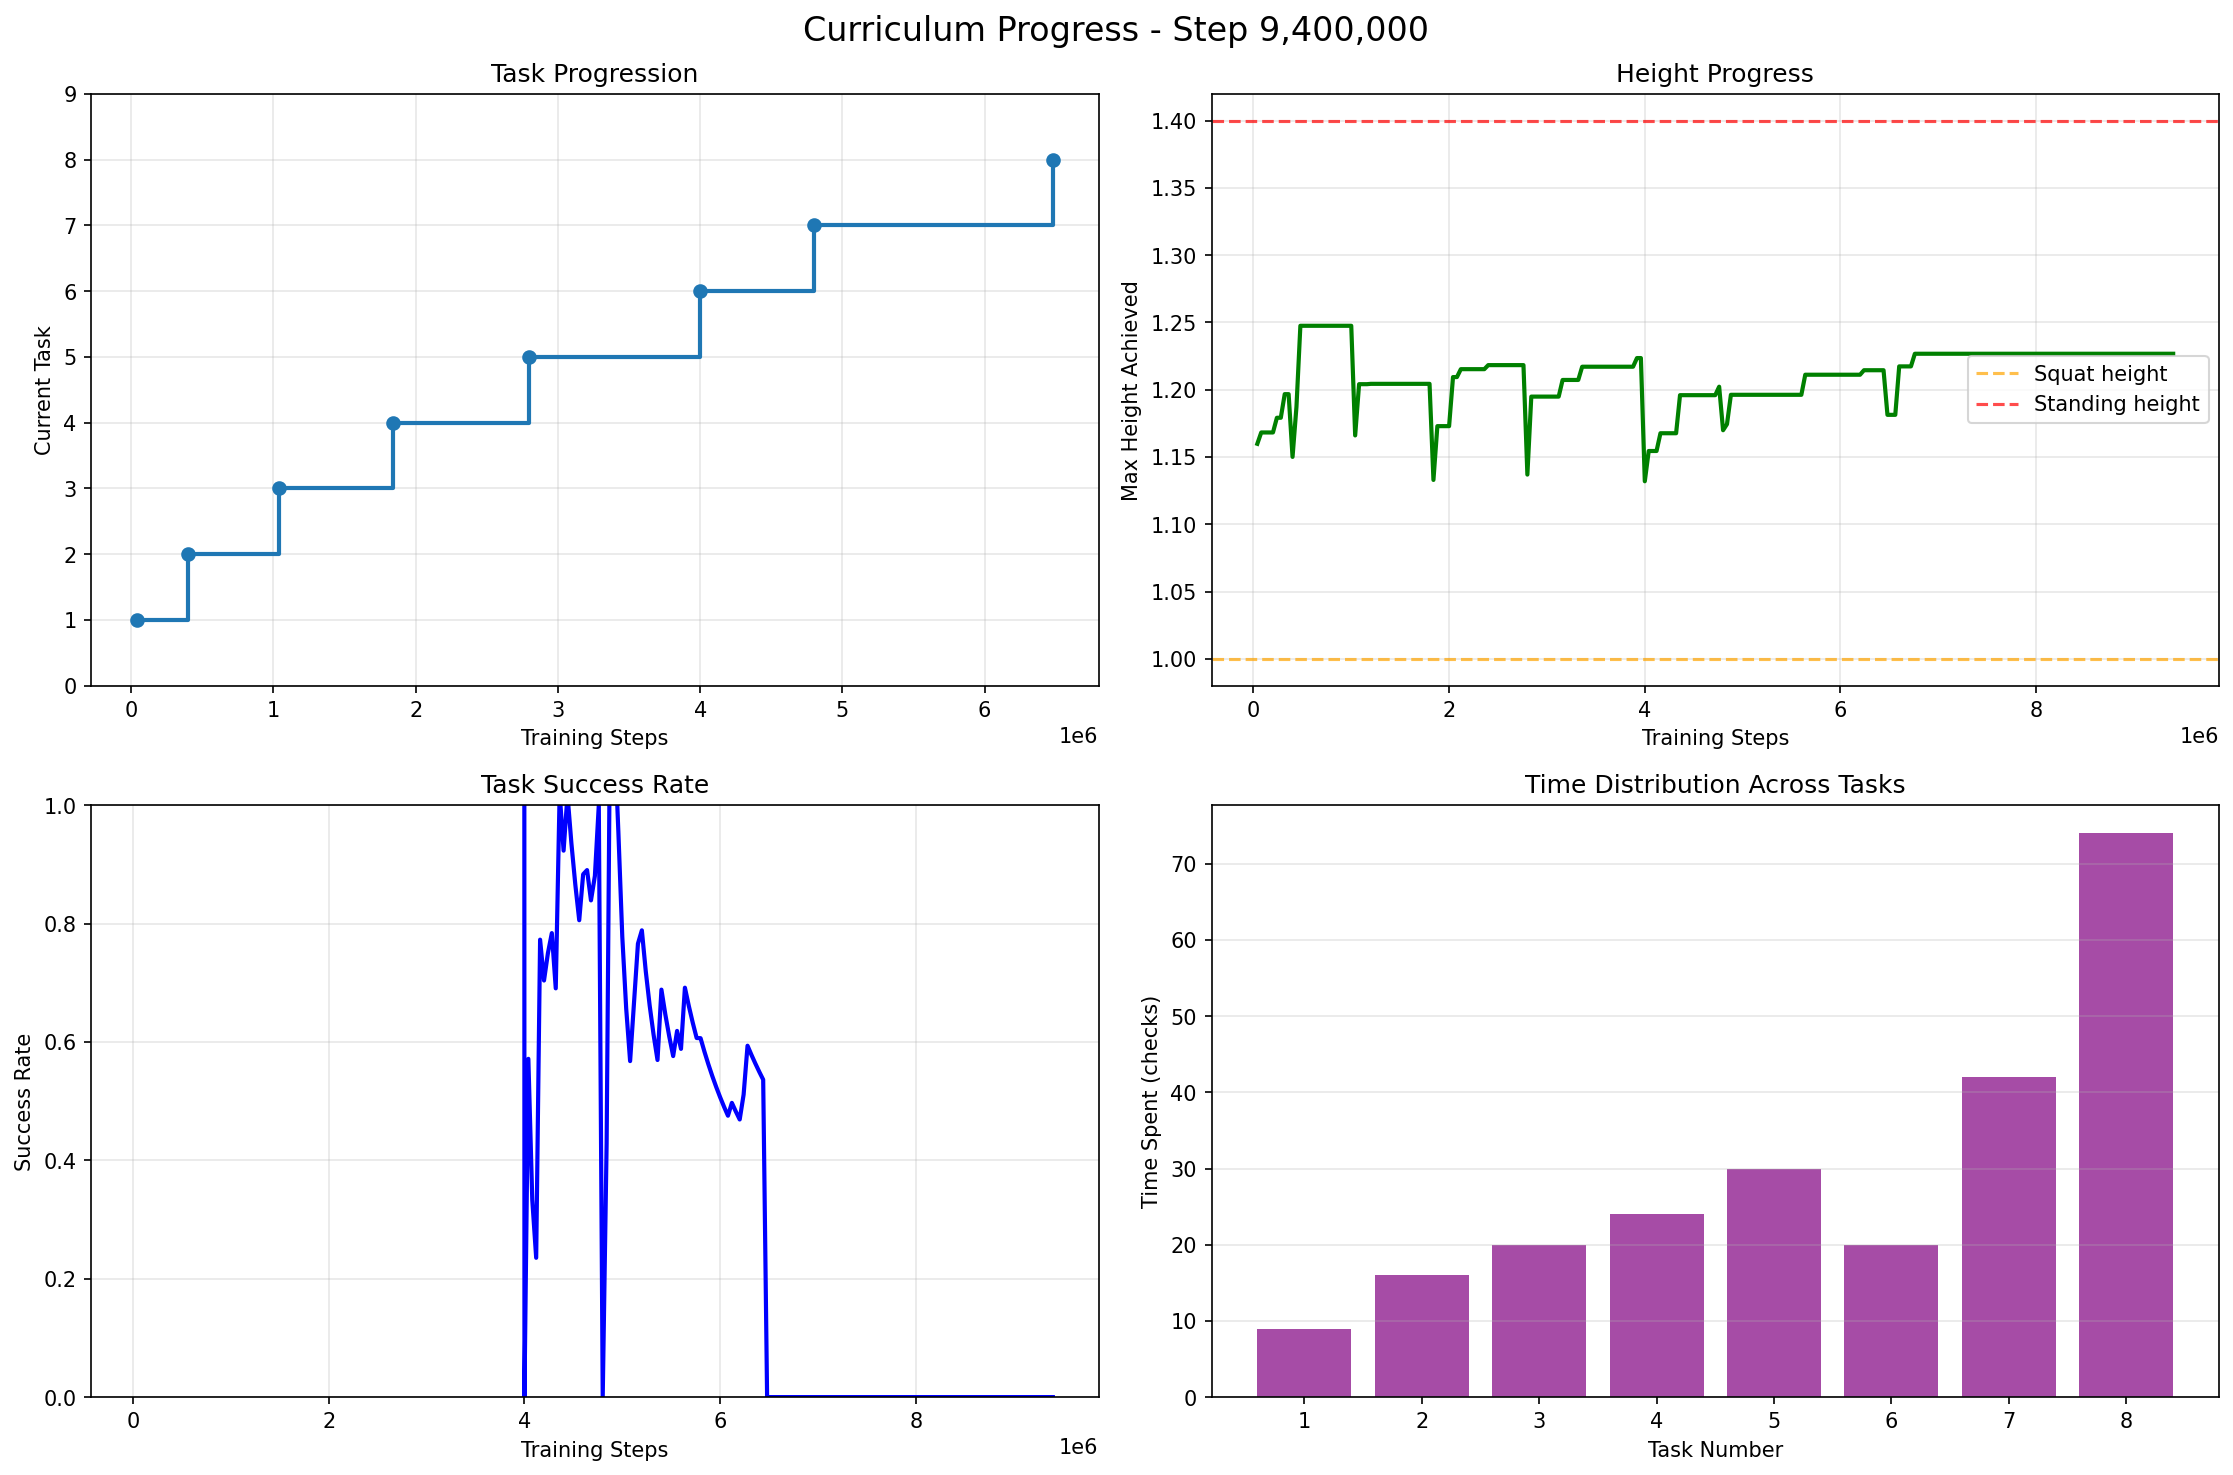 Curriculum Progress - Step 9,400,000
Task Progression
9
8
7
6
5
4
3
2
1
0
Current Task
0 1 2 3 4 5 6
1e6
Training Steps
Height Progress
1.40
1.35
1.30
1.25
1.20
1.15
1.10
1.05
1.00
Max Height Achieved
Squat height
Standing height
0 2 4 6 8
1e6
Training Steps
Task Success Rate
1.0
0.8
0.6
0.4
0.2
0.0
Success Rate
0 2 4 6 8
1e6
Training Steps
Time Distribution Across Tasks
70
60
50
40
30
20
10
0
Time Spent (checks)
1 2 3 4 5 6 7 8
Task Number